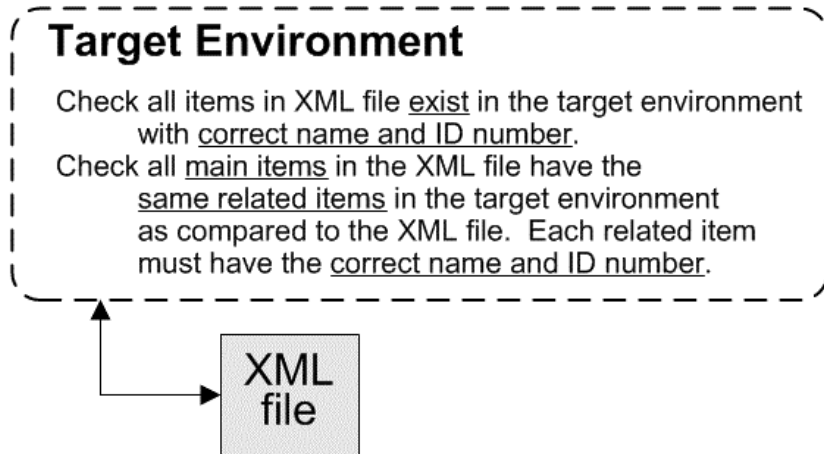 Target Environment
Check all items in XML file exist in the target environment
with correct name and ID number.
Check all main items in the XML file have the
same related items in the target environment
as compared to the XML file.  Each related item
must have the correct name and ID number.
XML
file